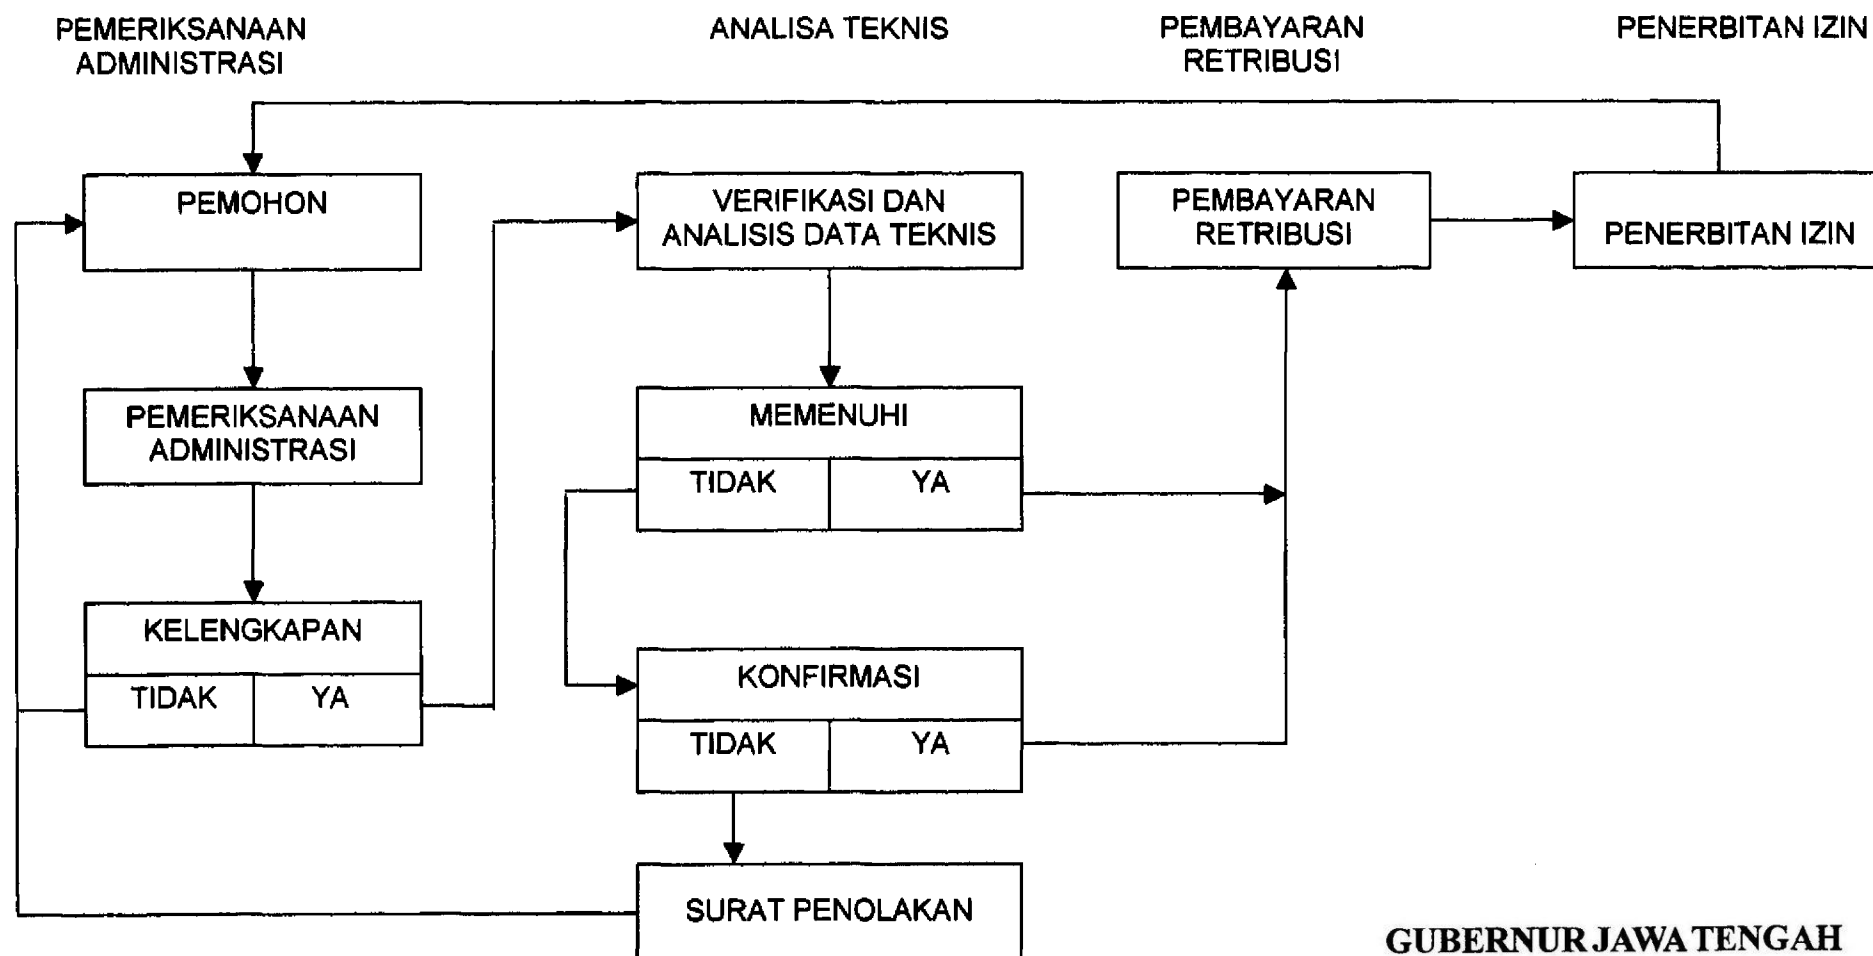 PEMERIKSANAAN
ADMINISTRASI
ANALISA TEKNIS
PEMBAYARAN
RETRIBUSI
PENERBITAN IZIN
PEMOHON
VERIFIKASI DAN
ANALISIS DATA TEKNIS
PEMBAYARAN
RETRIBUSI
PENERBITAN IZIN
PEMERIKSANAAN
ADMINISTRASI
MEMENUHI
TIDAK YA
KELENGKAPAN
TIDAK YA
KONFIRMASI
TIDAK YA
SURAT PENOLAKAN
GUBERNUR JAWA TENGAH